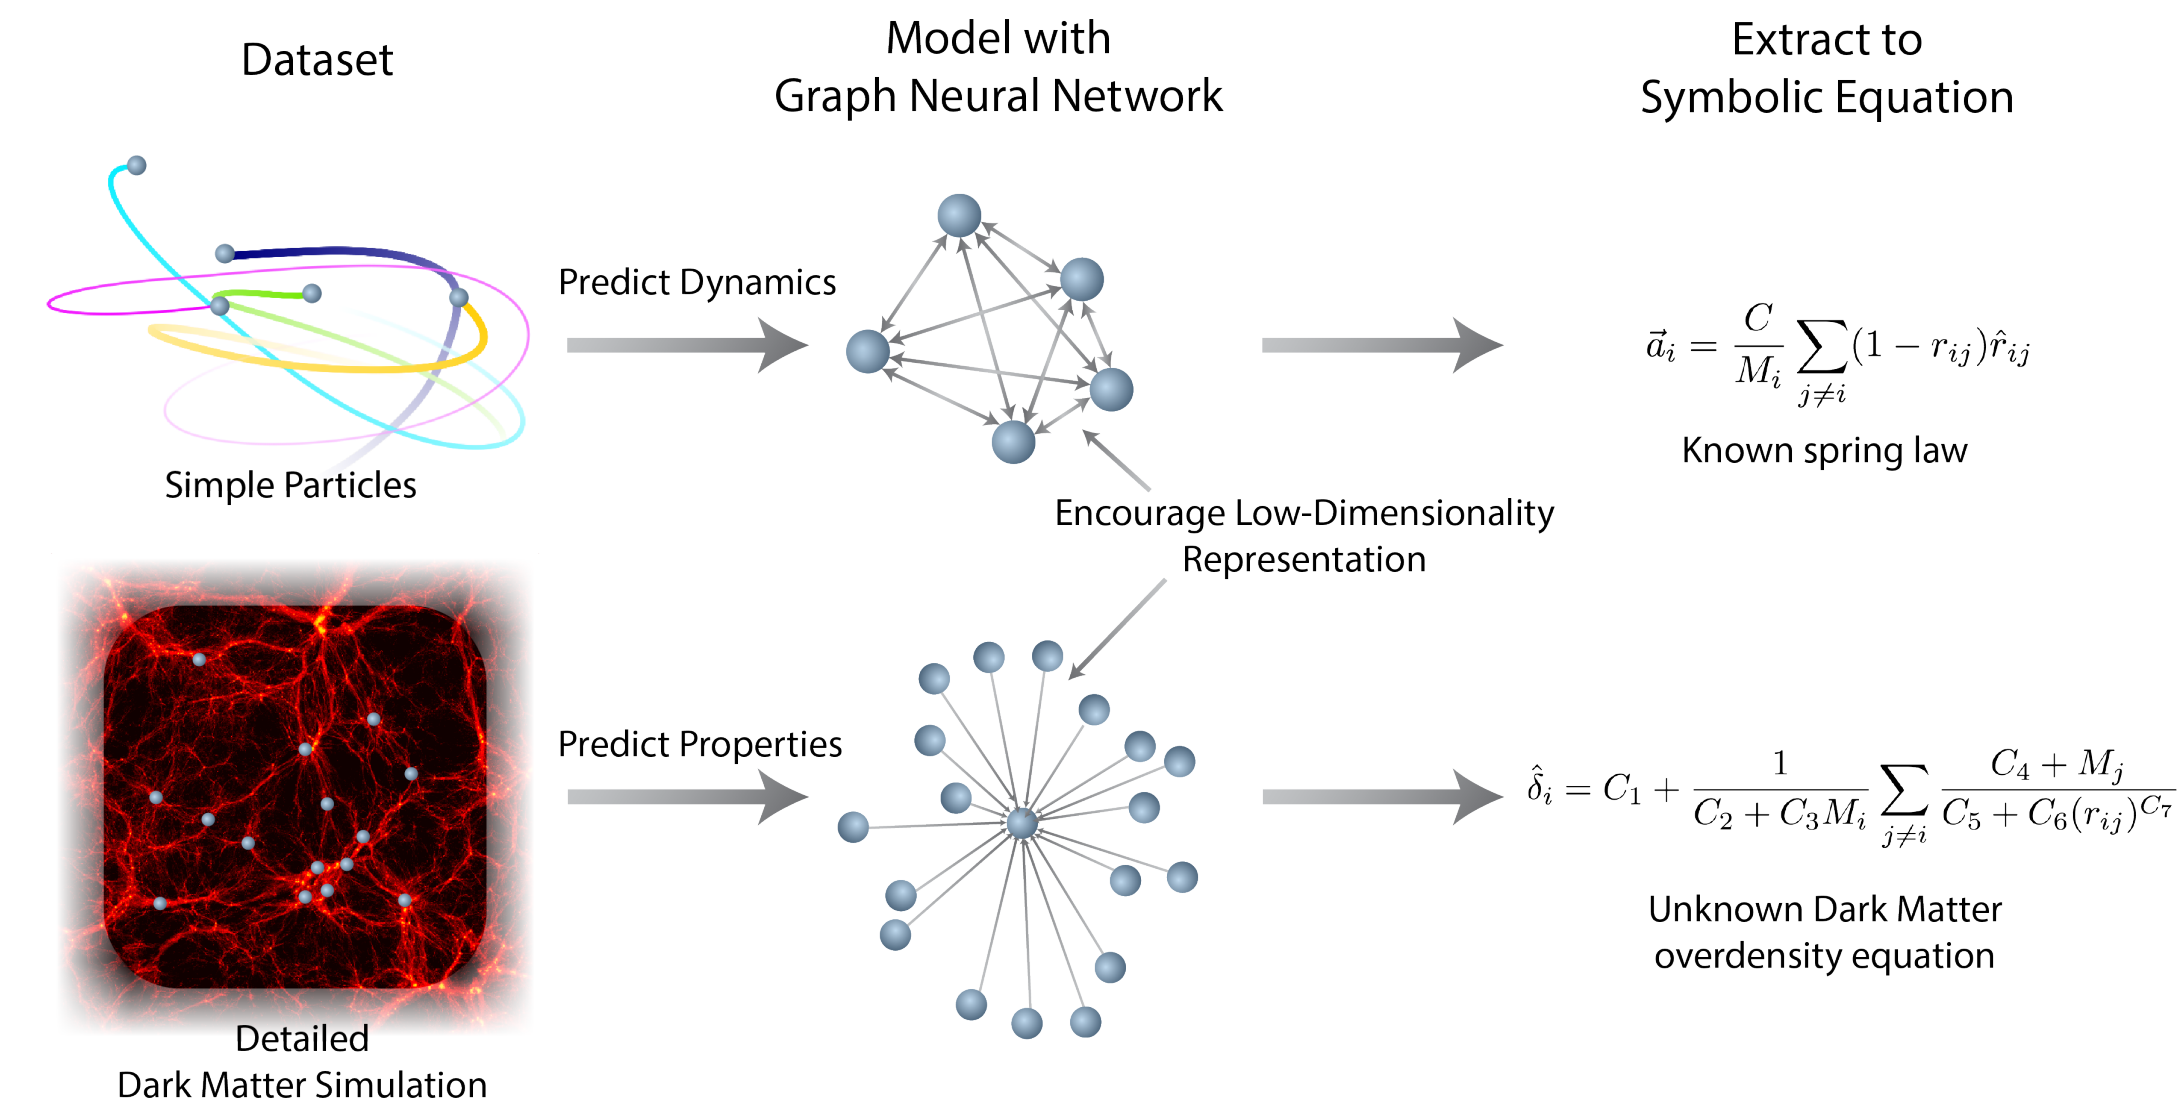 Dataset
Model with
Graph Neural Network
Extract to
Symbolic Equation
Predict Dynamics
$\vec{a}_i = \frac{C}{M_i} \sum_{j \neq i} (1 - r_{ij}) \hat{r}_{ij}$
Known spring law
Simple Particles
Encourage Low-Dimensionality
Representation
Predict Properties
$\hat{\delta}_i = C_1 + \frac{1}{C_2 + C_3 M_i} \sum_{j \neq i} \frac{C_4 + M_j}{C_5 + C_6 (r_{ij})^{C_7}}$
Unknown Dark Matter
overdensity equation
Detailed
Dark Matter Simulation